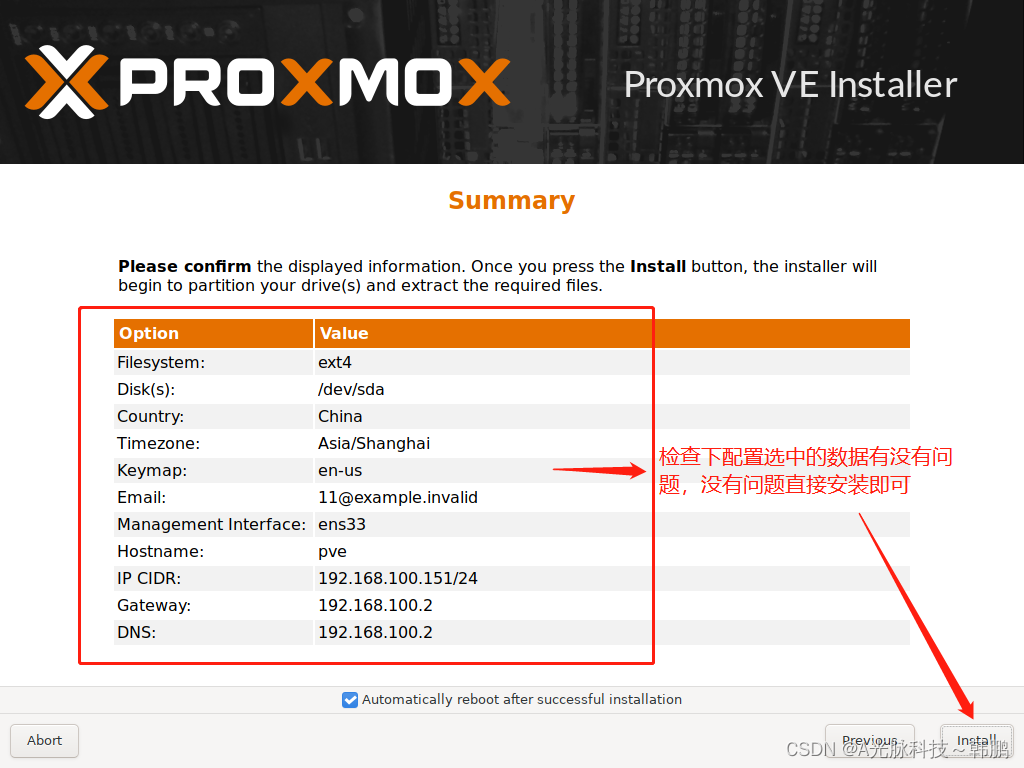 PROXMOX
Proxmox VE Installer
Summary
Please confirm the displayed information. Once you press the Install button, the installer will
begin to partition your drive(s) and extract the required files.
Option Value
Filesystem: ext4
Disk(s): /dev/sda
Country: China
Timezone: Asia/Shanghai
Keymap: en-us
Email: 11@example.invalid
Management Interface: ens33
Hostname: pve
IP CIDR: 192.168.100.151/24
Gateway: 192.168.100.2
DNS: 192.168.100.2
检查下配置选中的数据有没有问
题，没有问题直接安装即可
Automatically reboot after successful installation
Abort Previous Install
CSDN @A光脉科技~韩鹏